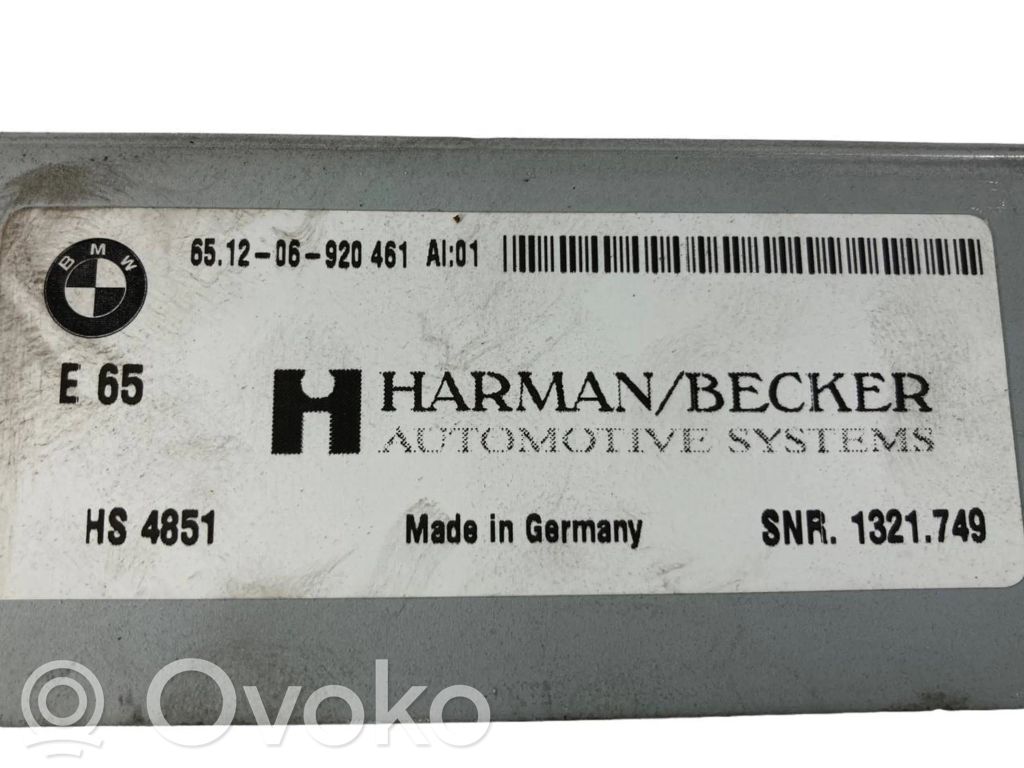 BMW
65.12-06-920 461 AI:01
E 65
HARMAN/BECKER
AUTOMOTIVE SYSTEMS
HS 4851 Made in Germany SNR. 1321.749
Ovoko